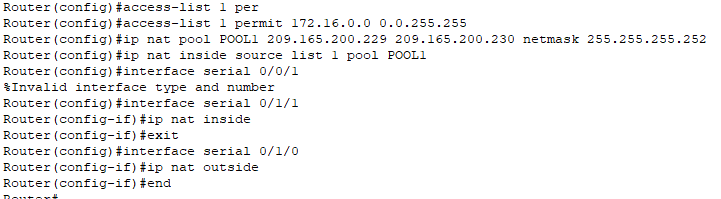 Router(config)#access-list 1 per
Router(config)#access-list 1 permit 172.16.0.0 0.0.255.255
Router(config)#ip nat pool POOL1 209.165.200.229 209.165.200.230 netmask 255.255.255.252
Router(config)#ip nat inside source list 1 pool POOL1
Router(config)#interface serial 0/0/1
%Invalid interface type and number
Router(config)#interface serial 0/1/1
Router(config-if)#ip nat inside
Router(config-if)#exit
Router(config)#interface serial 0/1/0
Router(config-if)#ip nat outside
Router(config-if)#end
Router#